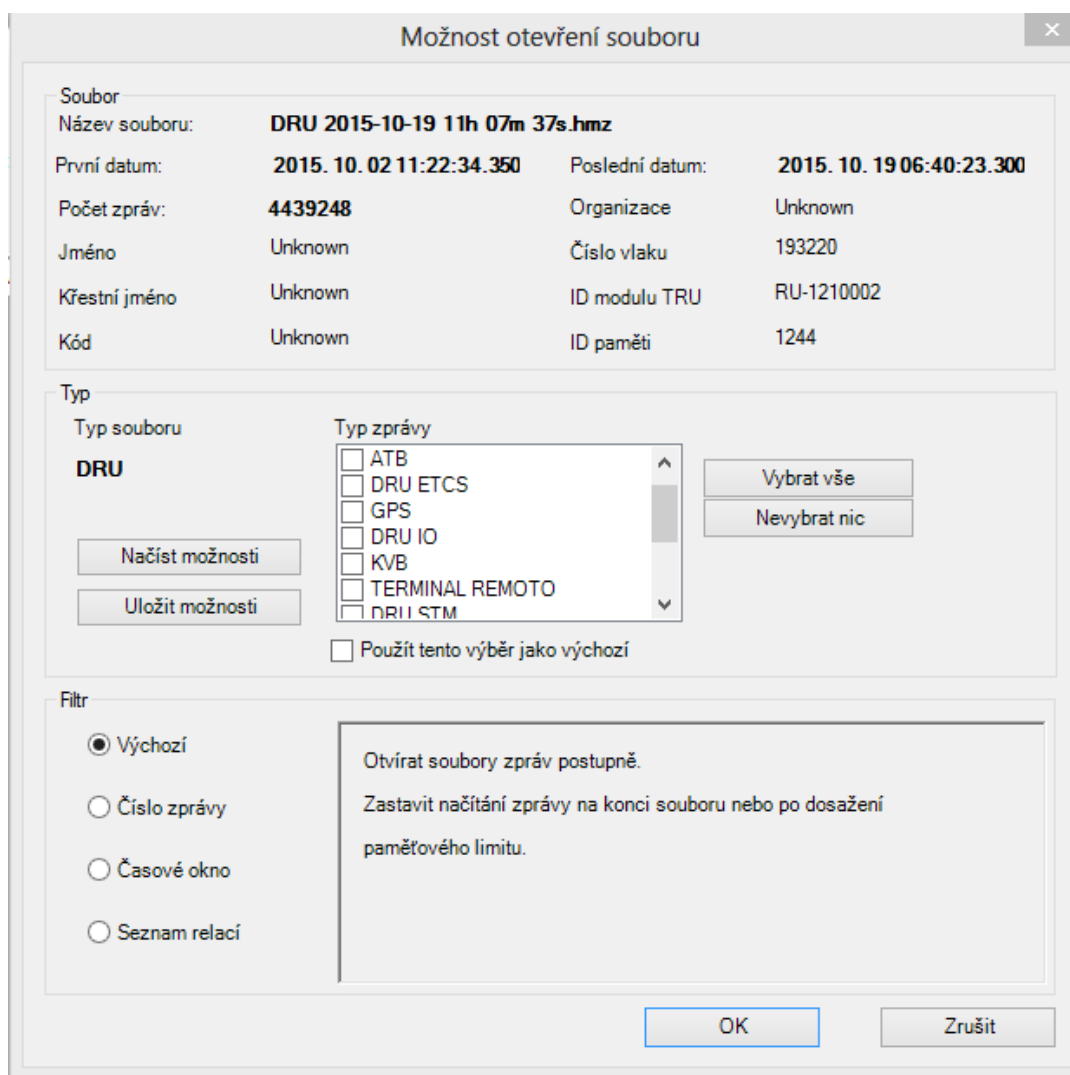 Možnost otevření souboru
Soubor
Název souboru: DRU 2015-10-19 11h 07m 37s.hmz
První datum: 2015. 10. 02 11:22:34.350 Poslední datum: 2015. 10. 19 06:40:23.300
Počet zpráv: 4439248 Organizace Unknown
Jméno Unknown Číslo vlaku 193220
Křestní jméno Unknown ID modulu TRU RU-1210002
Kód Unknown ID paměti 1244
Typ
Typ souboru Typ zprávy
DRU
ATB
DRU ETCS
GPS
DRU IO
KVB
TERMINAL REMOTO
DRU STM
Vybrat vše
Nevybrat nic
Načíst možnosti
Uložit možnosti
Použít tento výběr jako výchozí
Filtr
Výchozí
Číslo zprávy
Časové okno
Seznam relací
Otvírat soubory zpráv postupně.
Zastavit načítání zprávy na konci souboru nebo po dosažení
paměťového limitu.
OK Zrušit